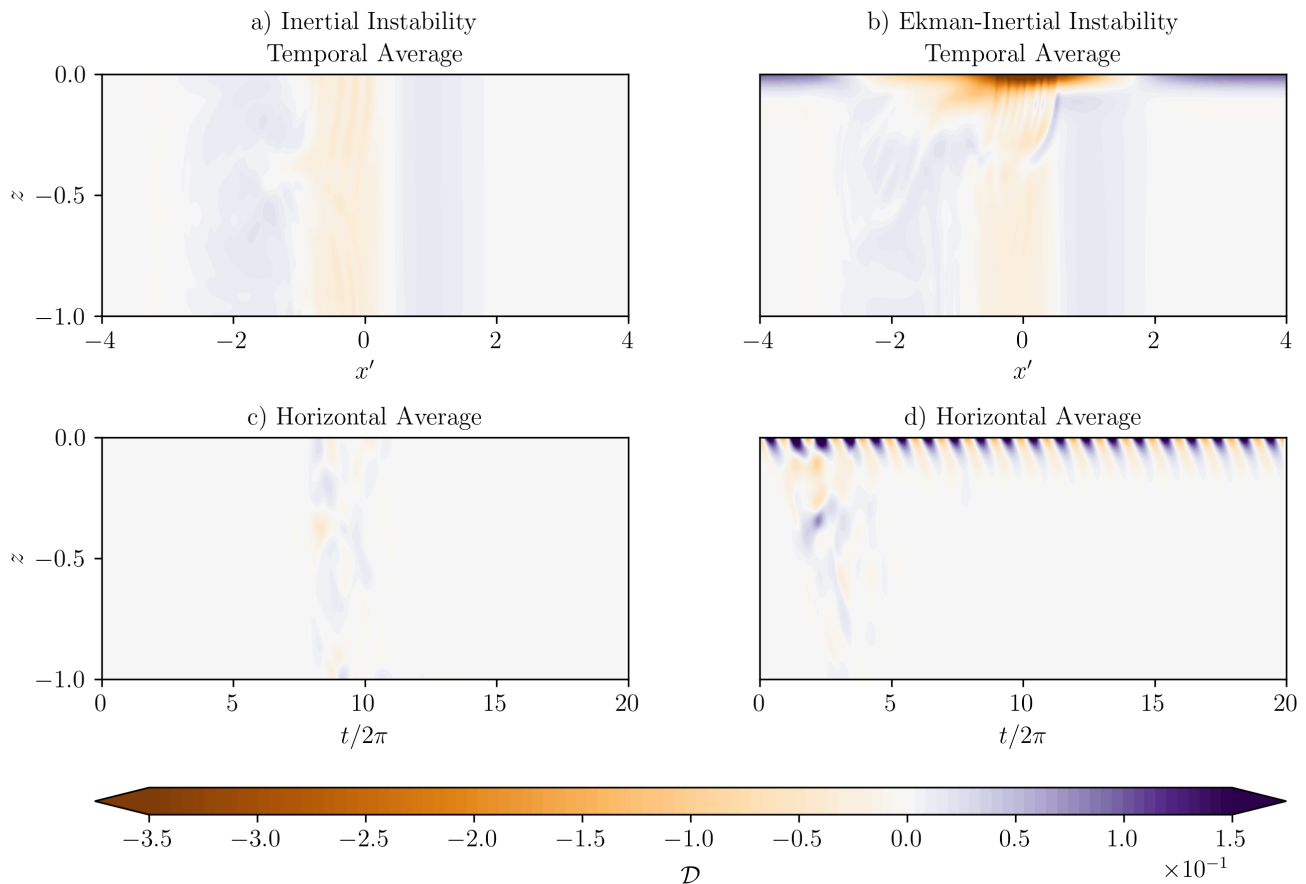 a) Inertial Instability
Temporal Average
b) Ekman-Inertial Instability
Temporal Average
0.0
−0.5
−1.0
z
−4 −2 0 2 4
x′
−4 −2 0 2 4
x′
c) Horizontal Average
d) Horizontal Average
0.0
−0.5
−1.0
z
0 5 10 15 20
t/2π
0 5 10 15 20
t/2π
−3.5 −3.0 −2.5 −2.0 −1.5 −1.0 −0.5 0.0 0.5 1.0 1.5
×10⁻¹
𝒟